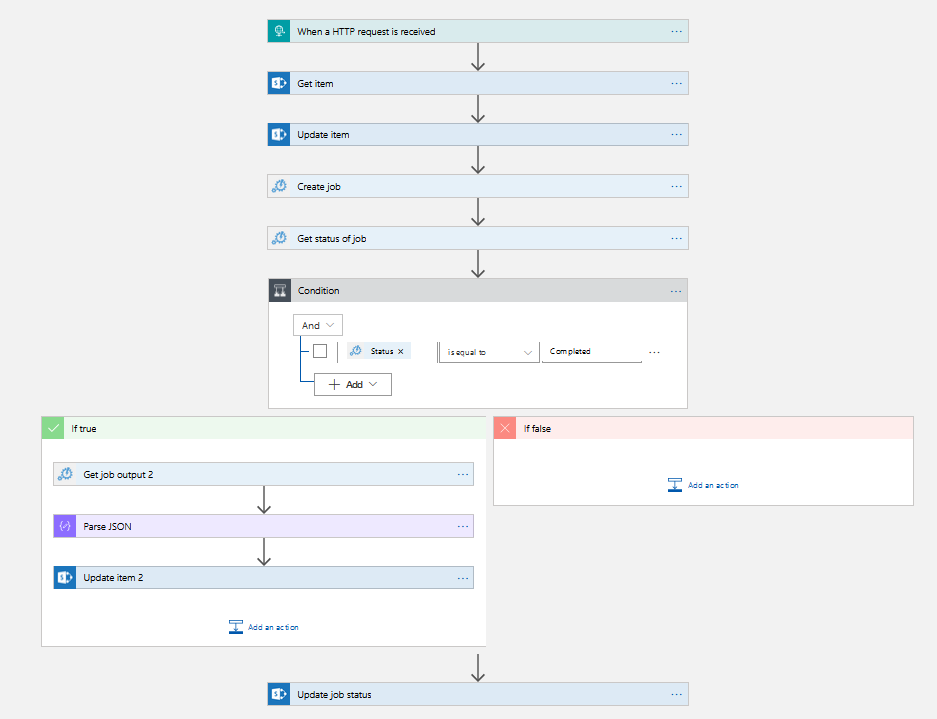 When a HTTP request is received
Get item
Update item
Create job
Get status of job
Condition
And
Status
is equal to
Completed
Add
If true
If false
Get job output 2
Add an action
Parse JSON
Update item 2
Add an action
Update job status